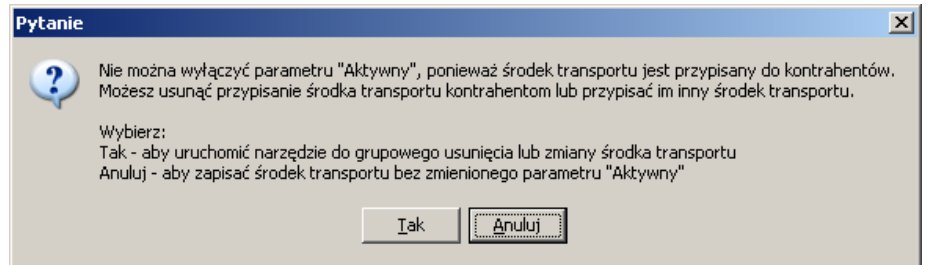 Pytanie
Nie można wyłączyć parametru "Aktywny", ponieważ środek transportu jest przypisany do kontrahentów.
Możesz usunąć przypisanie środka transportu kontrahentom lub przypisać im inny środek transportu.
Wybierz:
Tak - aby uruchomić narzędzie do grupowego usunięcia lub zmiany środka transportu
Anuluj - aby zapisać środek transportu bez zmienionego parametru "Aktywny"
Tak
Anuluj